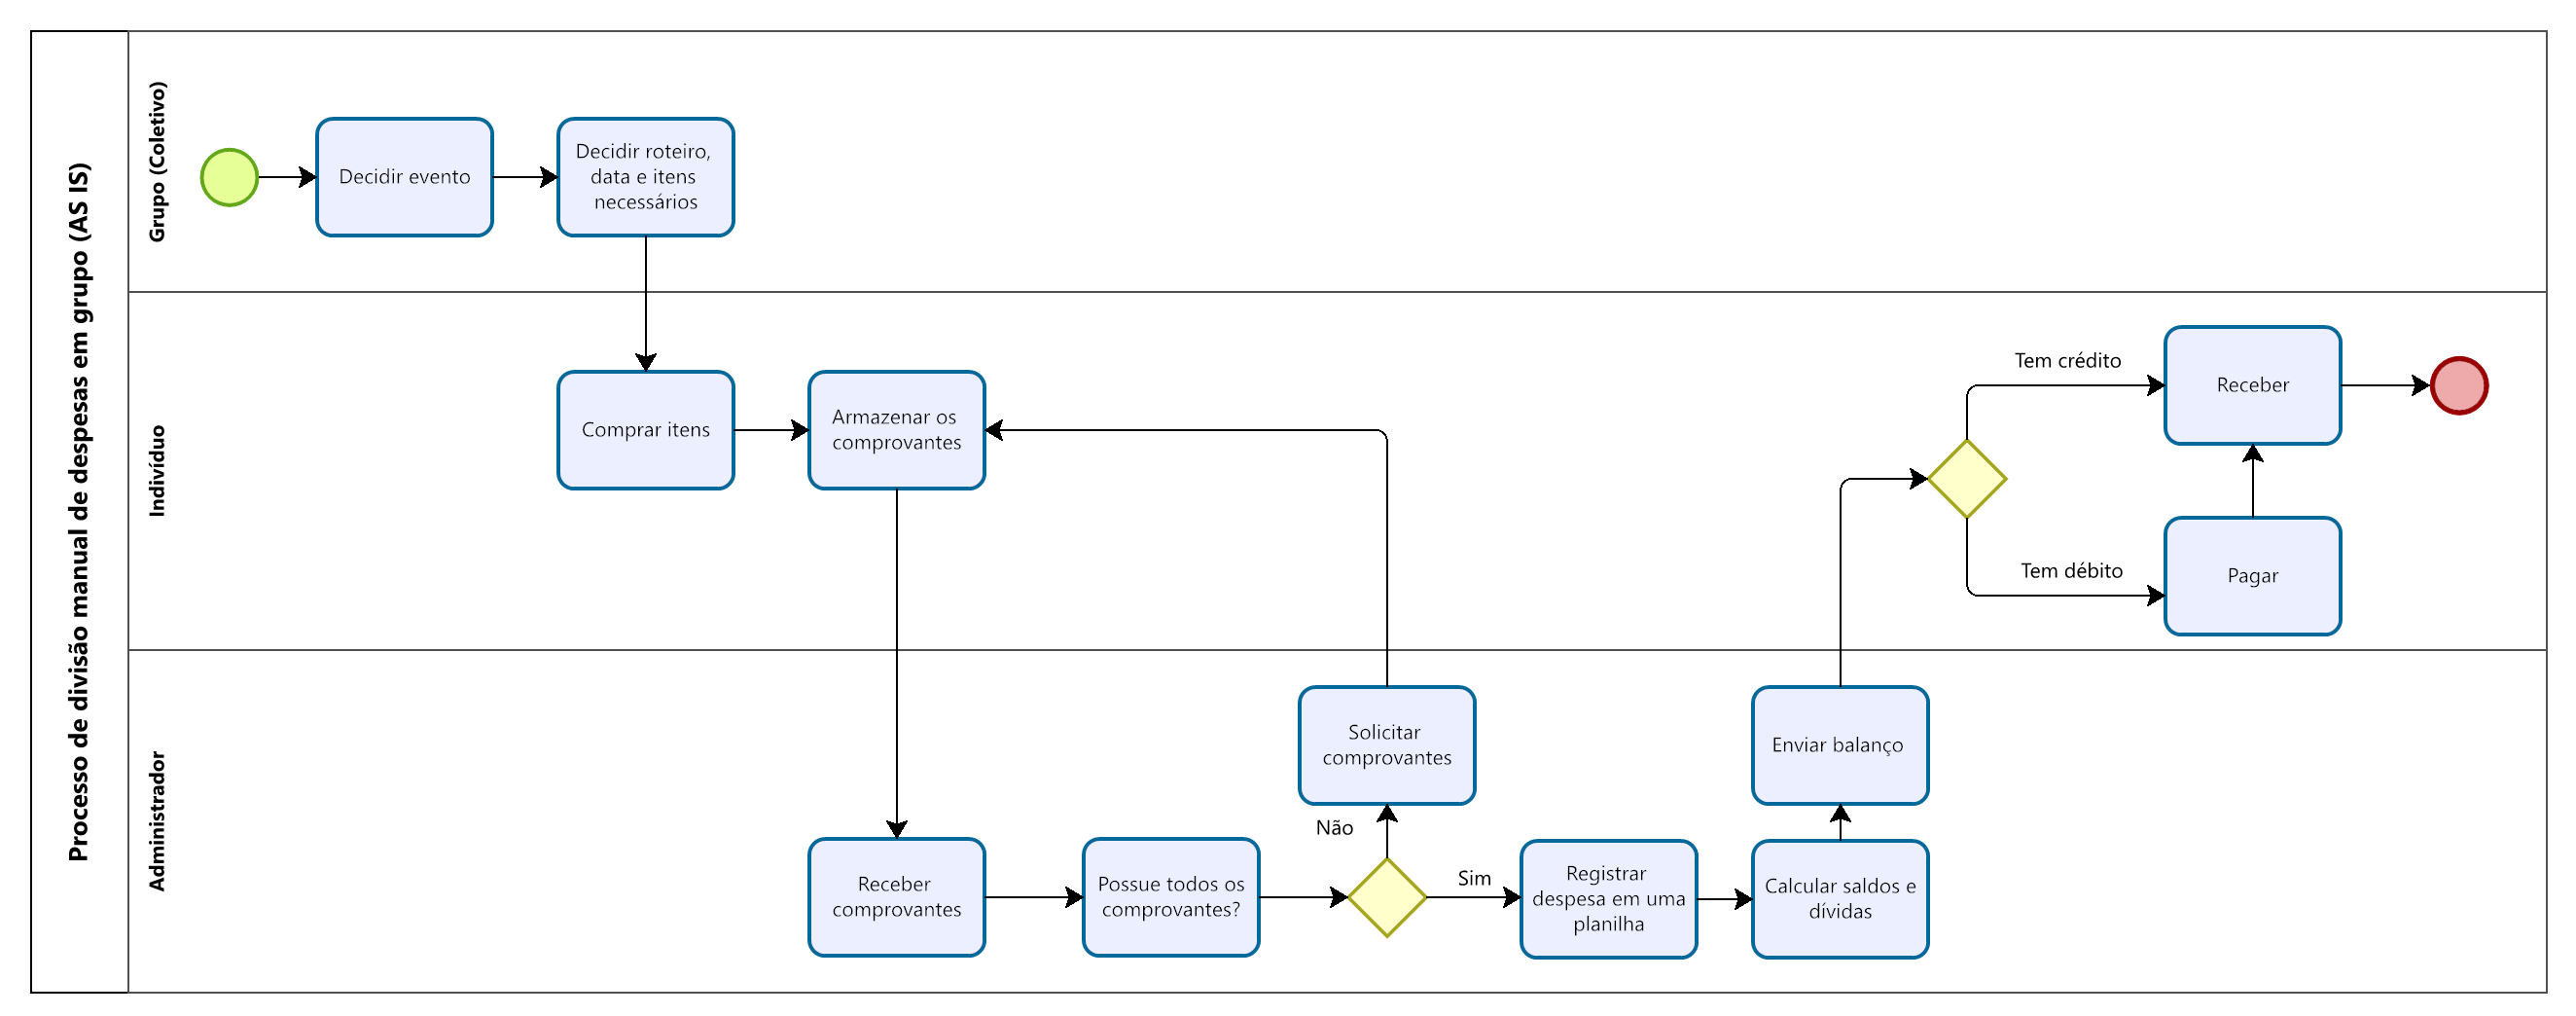 Processo de divisão manual de despesas em grupo (AS IS)
Grupo (Coletivo)
Decidir evento
Decidir roteiro,
data e itens
necessários
Indivíduo
Comprar itens
Armazenar os
comprovantes
Tem crédito
Receber
Tem débito
Pagar
Administrador
Solicitar
comprovantes
Enviar balanço
Não
Receber
comprovantes
Possue todos os
comprovantes?
Sim
Registrar
despesa em uma
planilha
Calcular saldos e
dívidas